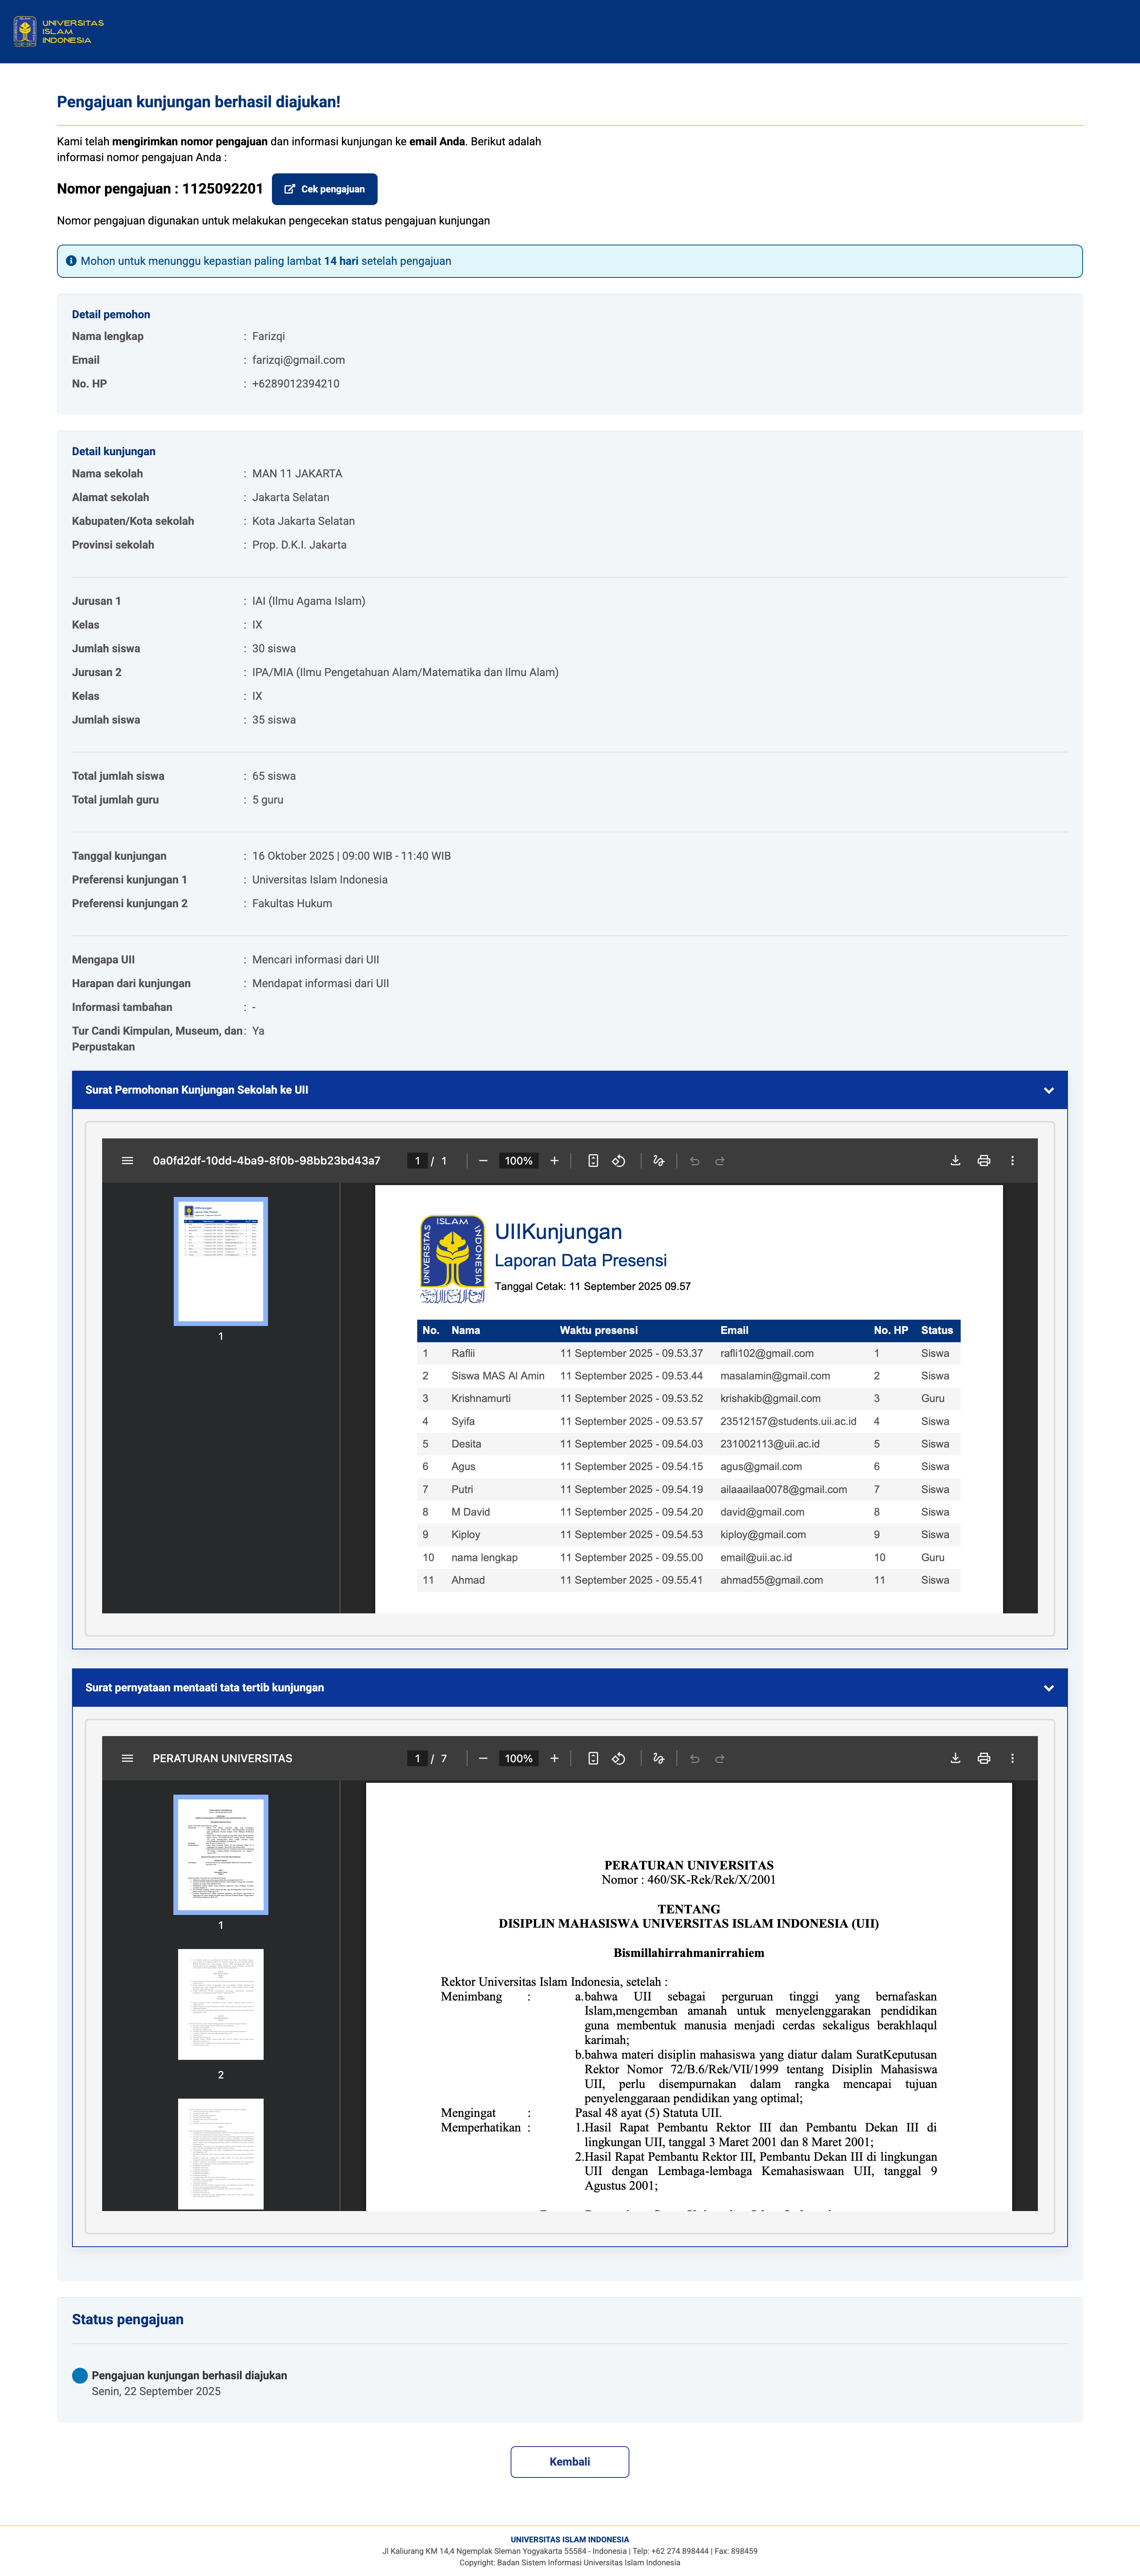 UNIVERSITAS
ISLAM
INDONESIA
Pengajuan kunjungan berhasil diajukan!
Kami telah mengirimkan nomor pengajuan dan informasi kunjungan ke email Anda. Berikut adalah
informasi nomor pengajuan Anda :
Nomor pengajuan : 1125092201 Cek pengajuan
Nomor pengajuan digunakan untuk melakukan pengecekan status pengajuan kunjungan
Mohon untuk menunggu kepastian paling lambat 14 hari setelah pengajuan
Detail pemohon
Nama lengkap : Farizqi
Email : farizqi@gmail.com
No. HP : +6289012394210
Detail kunjungan
Nama sekolah : MAN 11 JAKARTA
Alamat sekolah : Jakarta Selatan
Kabupaten/Kota sekolah : Kota Jakarta Selatan
Provinsi sekolah : Prop. D.K.I. Jakarta
Jurusan 1 : IAI (Ilmu Agama Islam)
Kelas : IX
Jumlah siswa : 30 siswa
Jurusan 2 : IPA/MIA (Ilmu Pengetahuan Alam/Matematika dan Ilmu Alam)
Kelas : IX
Jumlah siswa : 35 siswa
Total jumlah siswa : 65 siswa
Total jumlah guru : 5 guru
Tanggal kunjungan : 16 Oktober 2025 | 09:00 WIB - 11:40 WIB
Preferensi kunjungan 1 : Universitas Islam Indonesia
Preferensi kunjungan 2 : Fakultas Hukum
Mengapa UII : Mencari informasi dari UII
Harapan dari kunjungan : Mendapat informasi dari UII
Informasi tambahan : -
Tur Candi Kimpulan, Museum, dan : Ya
Perpustakan
Surat Permohonan Kunjungan Sekolah ke UII
0a0fd2df-10dd-4ba9-8f0b-98bb23bd43a7 1 / 1 100%
1
UNIVERSITAS ISLAM INDONESIA
UIIKunjungan
Laporan Data Presensi
Tanggal Cetak: 11 September 2025 09.57
No. Nama Waktu presensi Email No. HP Status
1 Raflii 11 September 2025 - 09.53.37 rafli102@gmail.com 1 Siswa
2 Siswa MAS Al Amin 11 September 2025 - 09.53.44 masalamin@gmail.com 2 Siswa
3 Krishnamurti 11 September 2025 - 09.53.52 krishakib@gmail.com 3 Guru
4 Syifa 11 September 2025 - 09.53.57 23512157@students.uii.ac.id 4 Siswa
5 Desita 11 September 2025 - 09.54.03 231002113@uii.ac.id 5 Siswa
6 Agus 11 September 2025 - 09.54.15 agus@gmail.com 6 Siswa
7 Putri 11 September 2025 - 09.54.19 ailaaailaa0078@gmail.com 7 Siswa
8 M David 11 September 2025 - 09.54.20 david@gmail.com 8 Siswa
9 Kiploy 11 September 2025 - 09.54.53 kiploy@gmail.com 9 Siswa
10 nama lengkap 11 September 2025 - 09.55.00 email@uii.ac.id 10 Guru
11 Ahmad 11 September 2025 - 09.55.41 ahmad55@gmail.com 11 Siswa
Surat pernyataan mentaati tata tertib kunjungan
PERATURAN UNIVERSITAS 1 / 7 100%
1
2
PERATURAN UNIVERSITAS
Nomor : 460/SK-Rek/Rek/X/2001
TENTANG
DISIPLIN MAHASISWA UNIVERSITAS ISLAM INDONESIA (UII)
Bismillahirrahmanirrahiem
Rektor Universitas Islam Indonesia, setelah :
Menimbang : a.bahwa UII sebagai perguruan tinggi yang bernafaskan
Islam,mengemban amanah untuk menyelenggarakan pendidikan
guna membentuk manusia menjadi cerdas sekaligus berakhlaqul
karimah;
b.bahwa materi disiplin mahasiswa yang diatur dalam SuratKeputusan
Rektor Nomor 72/B.6/Rek/VII/1999 tentang Disiplin Mahasiswa
UII, perlu disempurnakan dalam rangka mencapai tujuan
penyelenggaraan pendidikan yang optimal;
Mengingat : Pasal 48 ayat (5) Statuta UII.
Memperhatikan : 1.Hasil Rapat Pembantu Rektor III dan Pembantu Dekan III di
lingkungan UII, tanggal 3 Maret 2001 dan 8 Maret 2001;
2.Hasil Rapat Pembantu Rektor III, Pembantu Dekan III di lingkungan
UII dengan Lembaga-lembaga Kemahasiswaan UII, tanggal 9
Agustus 2001;
Status pengajuan
Pengajuan kunjungan berhasil diajukan
Senin, 22 September 2025
Kembali
UNIVERSITAS ISLAM INDONESIA
Jl Kaliurang KM 14,4 Ngemplak Sleman Yogyakarta 55584 - Indonesia | Telp: +62 274 898444 | Fax: 898459
Copyright: Badan Sistem Informasi Universitas Islam Indonesia